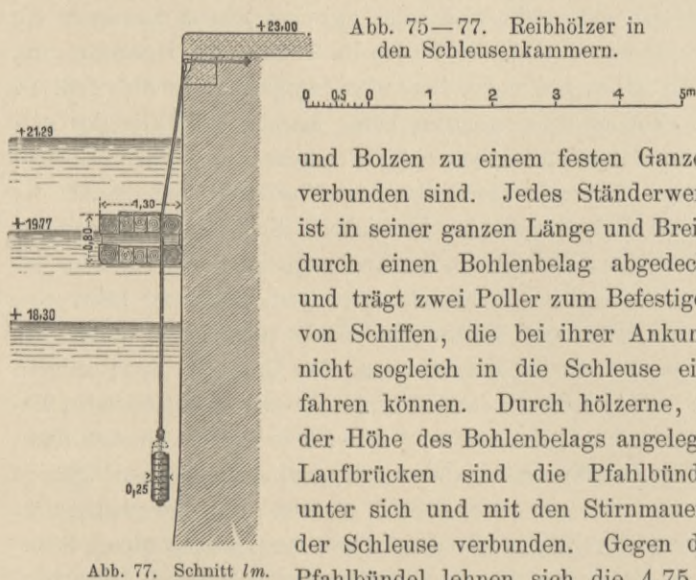 +23,00
+21,29
1,30
+19,77
0,80
+18,30
0,25
Abb. 77. Schnitt lm.
Abb. 75—77. Reibhölzer in
den Schleusenkammern.
0 0,5 0 1 2 3 4 5m
und Bolzen zu einem festen Ganze
verbunden sind. Jedes Ständerwer
ist in seiner ganzen Länge und Brei
durch einen Bohlenbelag abgedec
und trägt zwei Poller zum Befestige
von Schiffen, die bei ihrer Ankun
nicht sogleich in die Schleuse ei
fahren können. Durch hölzerne,
der Höhe des Bohlenbelags angeleg
Laufbrücken sind die Pfahlbünd
unter sich und mit den Stirnmaue
der Schleuse verbunden. Gegen d
Pfahlbündel lehnen sich die 4,75